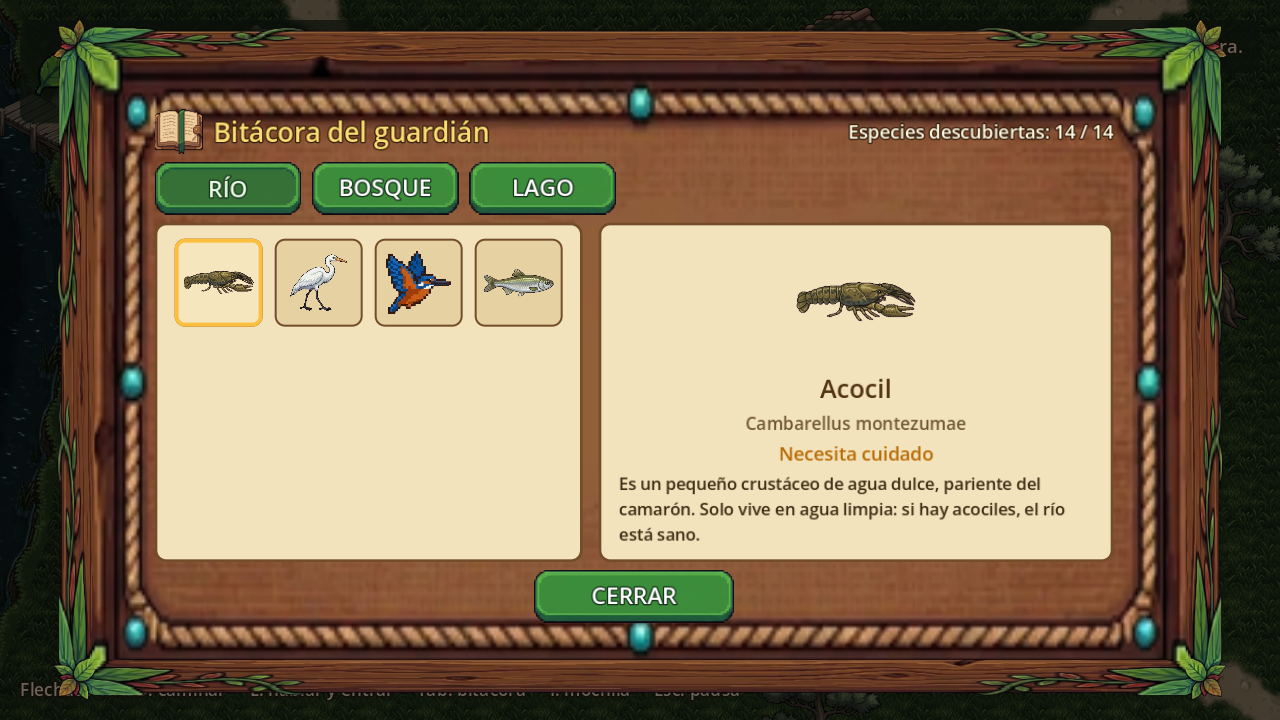 ra.
Bitácora del guardián
Especies descubiertas: 14 / 14
RÍO
BOSQUE
LAGO
Acocil
Cambarellus montezumae
Necesita cuidado
Es un pequeño crustáceo de agua dulce, pariente del
camarón. Solo vive en agua limpia: si hay acociles, el río
está sano.
CERRAR